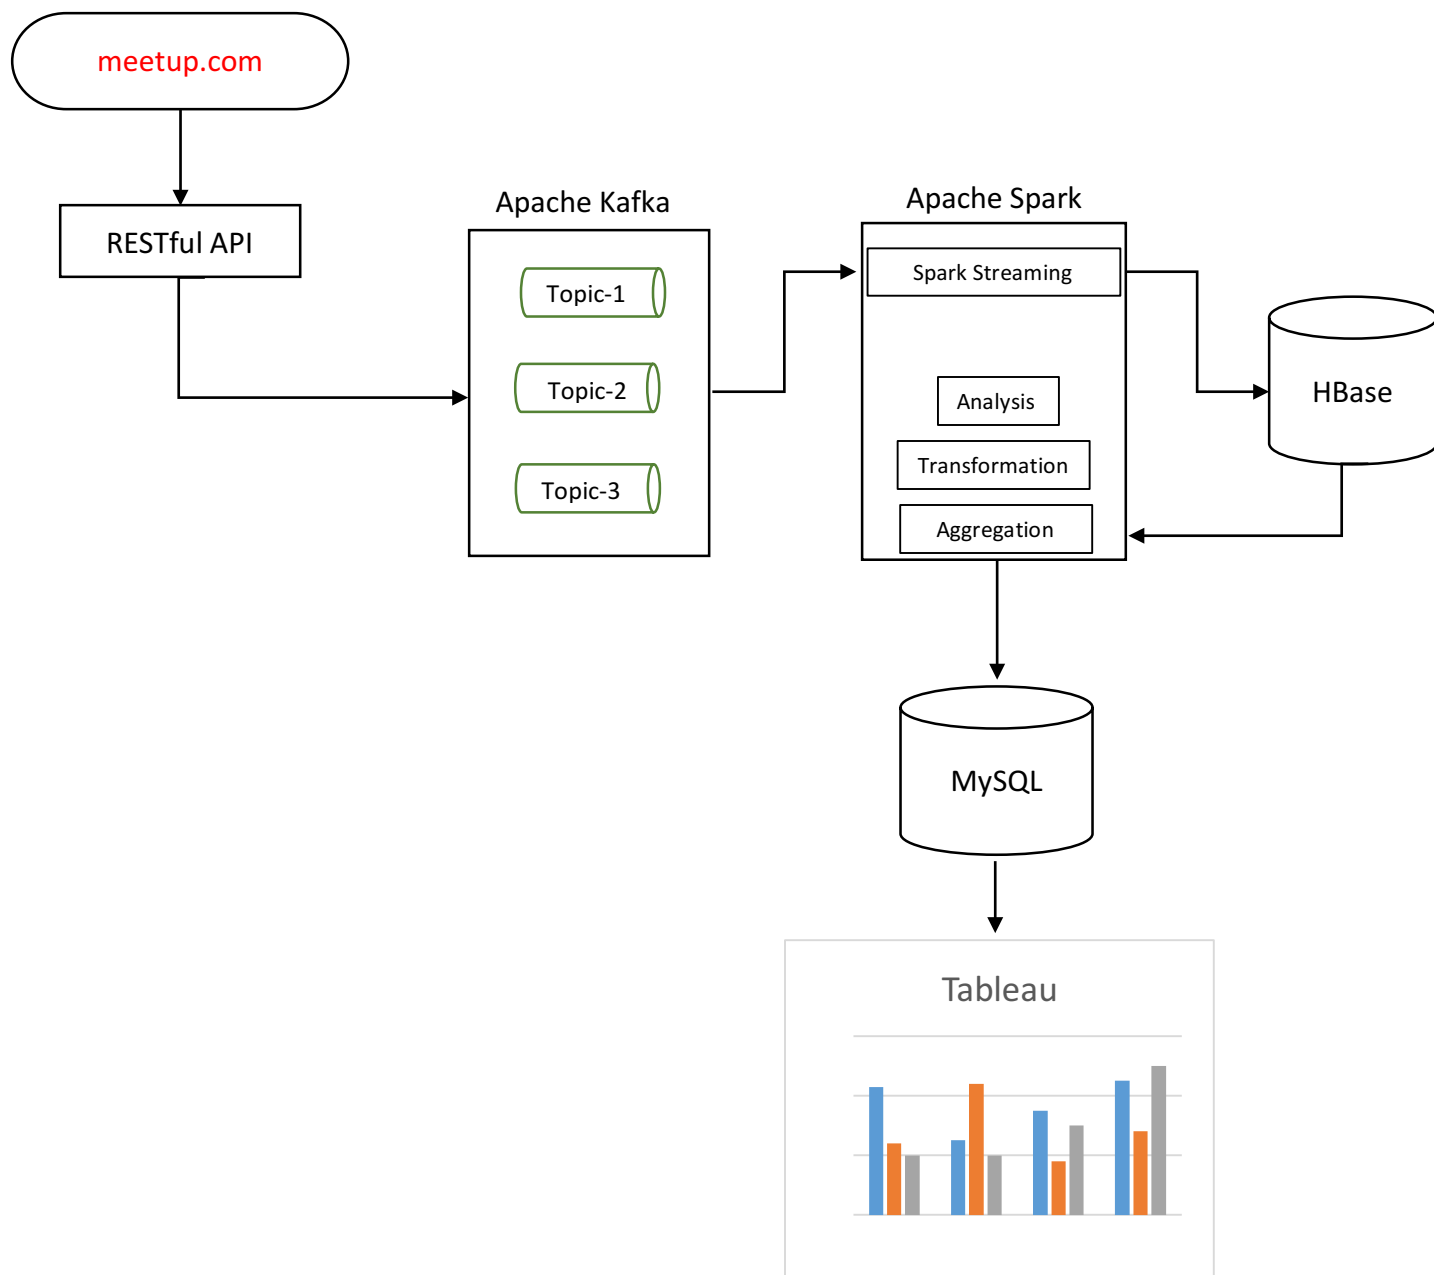 meetup.com
RESTful API
Apache Kafka
Topic-1
Topic-2
Topic-3
Apache Spark
Spark Streaming
Analysis
Transformation
Aggregation
HBase
MySQL
Tableau